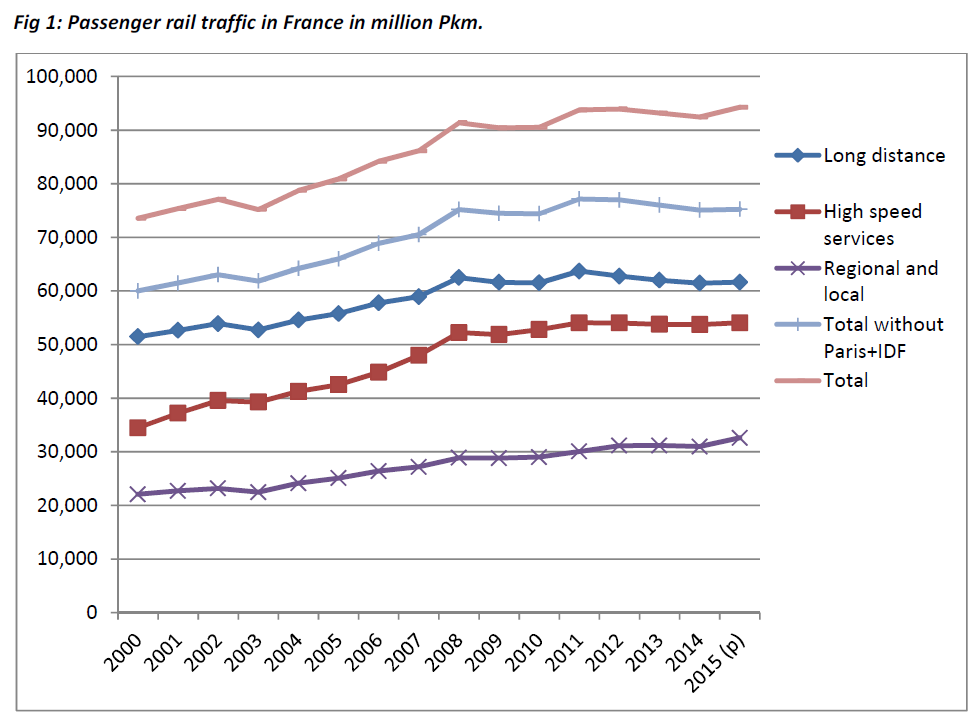 Fig 1: Passenger rail traffic in France in million Pkm.
100,000
90,000
80,000
70,000
60,000
50,000
40,000
30,000
20,000
10,000
0
2000
2001
2002
2003
2004
2005
2006
2007
2008
2009
2010
2011
2012
2013
2014
2015 (p)
Long distance
High speed
services
Regional and
local
Total without
Paris+IDF
Total